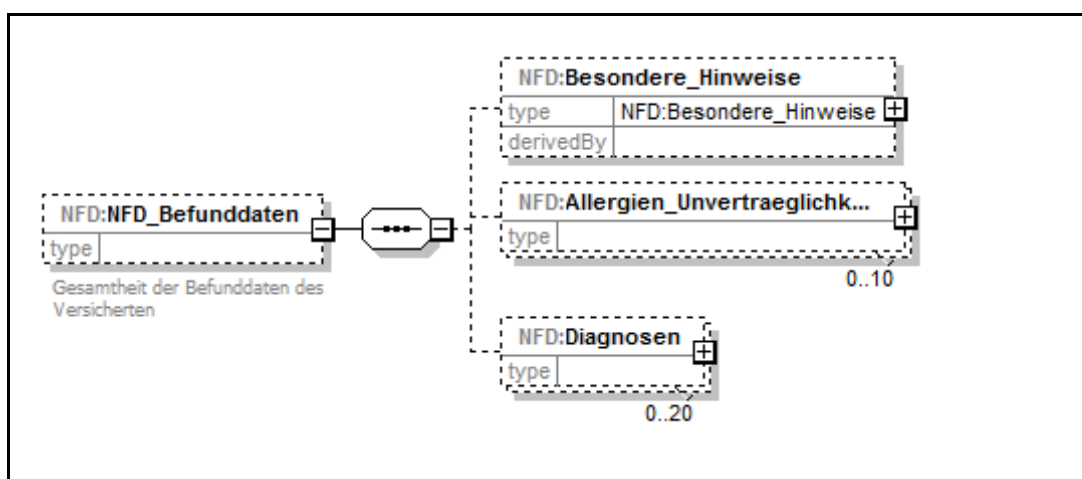 NFD:Besondere_Hinweise
type NFD:Besondere_Hinweise
derivedBy
NFD:Allergien_Unvertraeglichk...
type
0..10
NFD:NFD_Befunddaten
type
Gesamtheit der Befunddaten des
Versicherten
NFD:Diagnosen
type
0..20